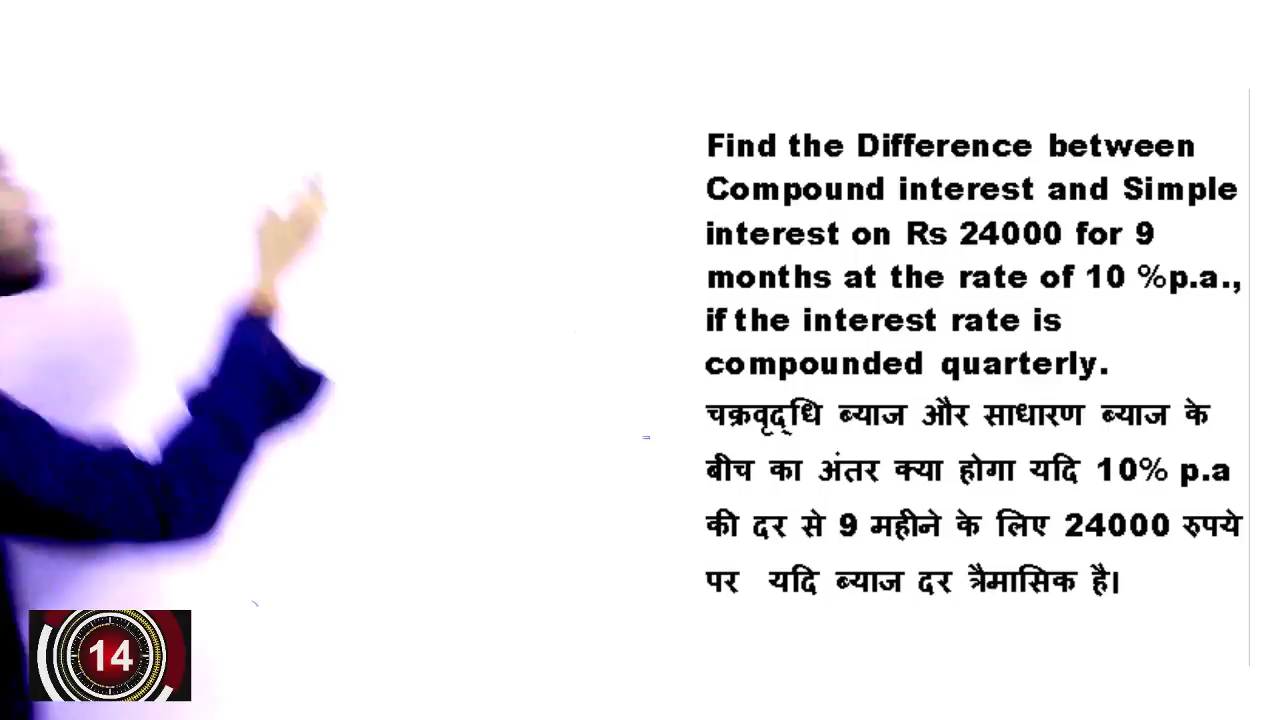 Find the Difference between
Compound interest and Simple
interest on Rs 24000 for 9
months at the rate of 10 %p.a.,
if the interest rate is
compounded quarterly.
चक्रवृद्धि ब्याज और साधारण ब्याज के
बीच का अंतर क्या होगा यदि 10% p.a
की दर से 9 महीने के लिए 24000 रुपये
पर यदि ब्याज दर त्रैमासिक है।
14